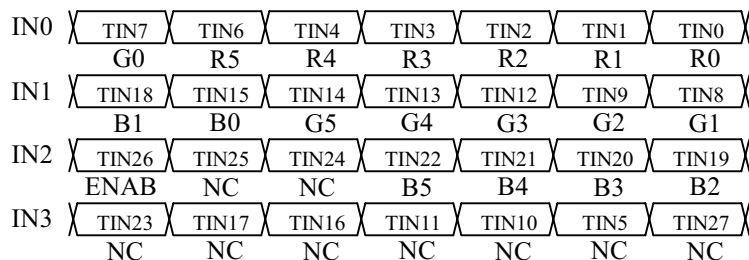 IN0 TIN7 TIN6 TIN4 TIN3 TIN2 TIN1 TIN0
G0 R5 R4 R3 R2 R1 R0
IN1 TIN18 TIN15 TIN14 TIN13 TIN12 TIN9 TIN8
B1 B0 G5 G4 G3 G2 G1
IN2 TIN26 TIN25 TIN24 TIN22 TIN21 TIN20 TIN19
ENAB NC NC B5 B4 B3 B2
IN3 TIN23 TIN17 TIN16 TIN11 TIN10 TIN5 TIN27
NC NC NC NC NC NC NC